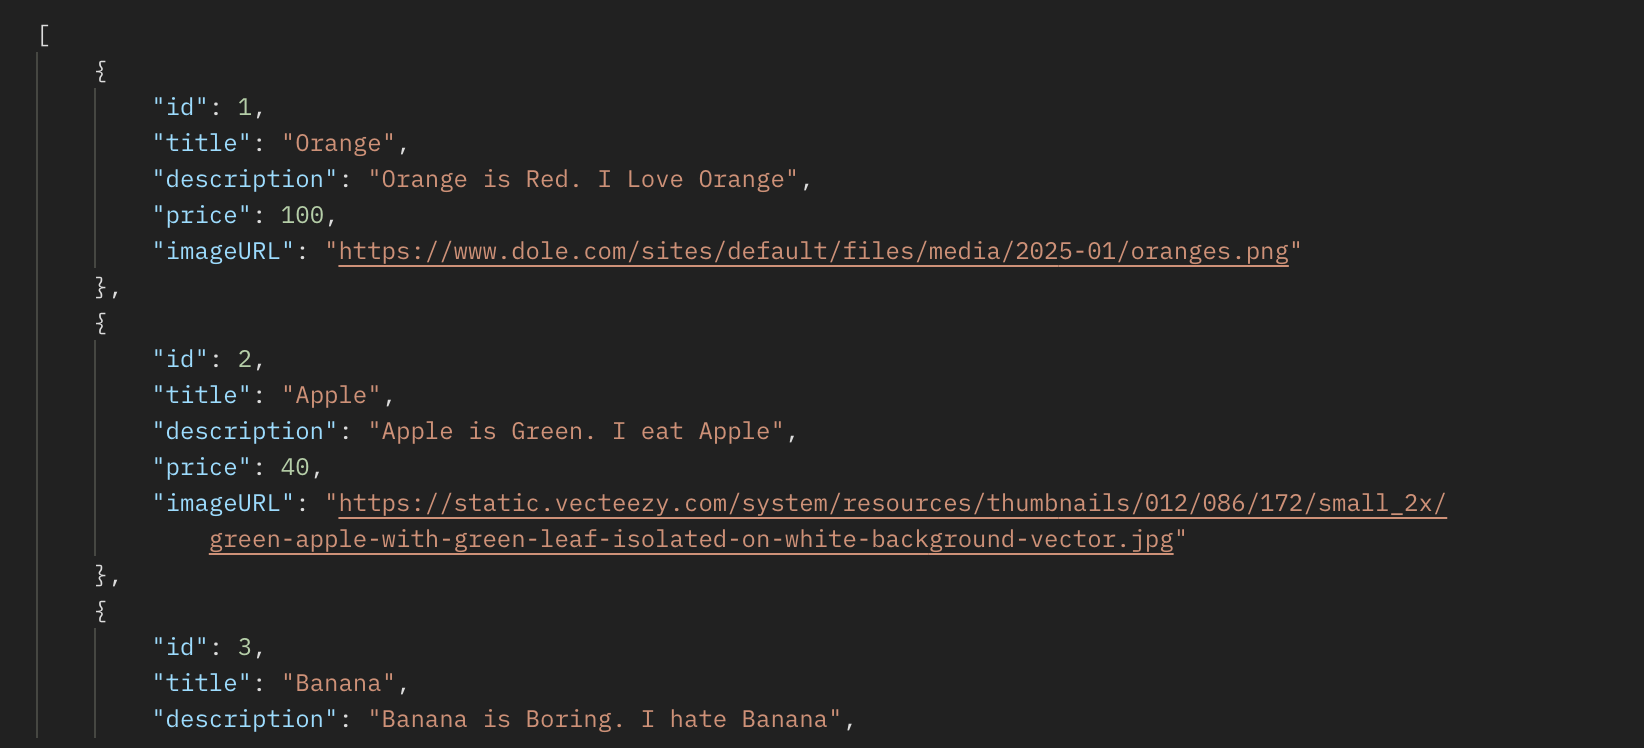 [
{
"id": 1,
"title": "Orange",
"description": "Orange is Red. I Love Orange",
"price": 100,
"imageURL": "https://www.dole.com/sites/default/files/media/2025-01/oranges.png"
},
{
"id": 2,
"title": "Apple",
"description": "Apple is Green. I eat Apple",
"price": 40,
"imageURL": "https://static.vecteezy.com/system/resources/thumbnails/012/086/172/small_2x/
green-apple-with-green-leaf-isolated-on-white-background-vector.jpg"
},
{
"id": 3,
"title": "Banana",
"description": "Banana is Boring. I hate Banana",